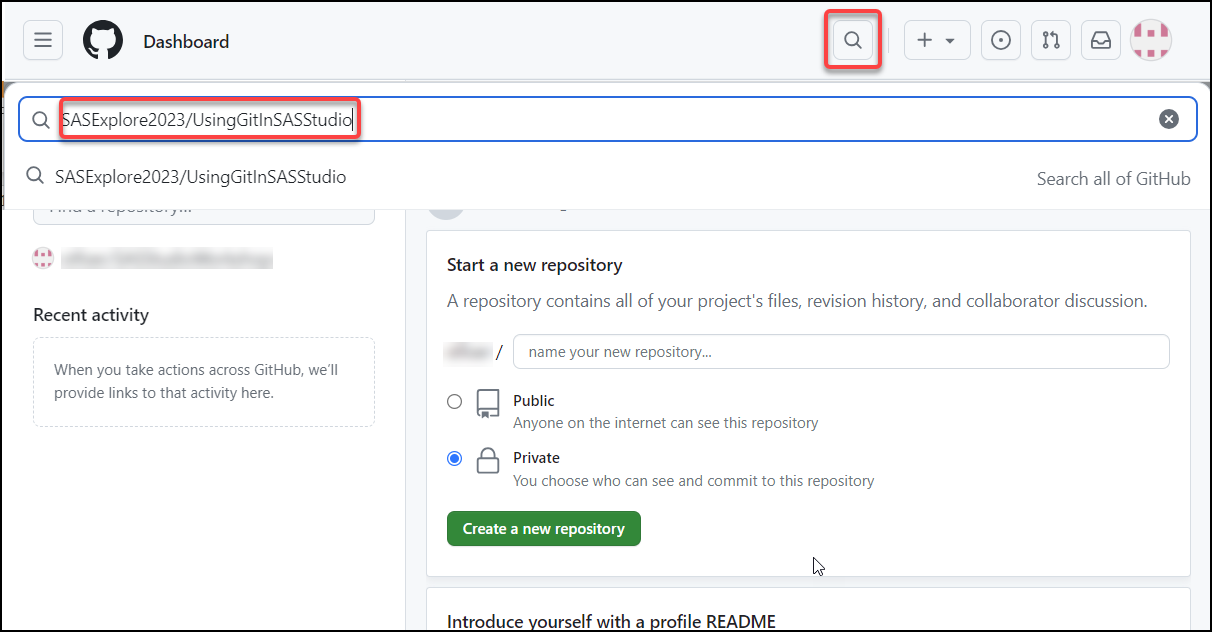 Dashboard
SASExplore2023/UsingGitInSASStudio
SASExplore2023/UsingGitInSASStudio
Search all of GitHub
Find a repository...
Start a new repository
A repository contains all of your project's files, revision history, and collaborator discussion.
/ name your new repository...
Recent activity
When you take actions across GitHub, we'll
provide links to that activity here.
Public
Anyone on the internet can see this repository
Private
You choose who can see and commit to this repository
Create a new repository
Introduce yourself with a profile README